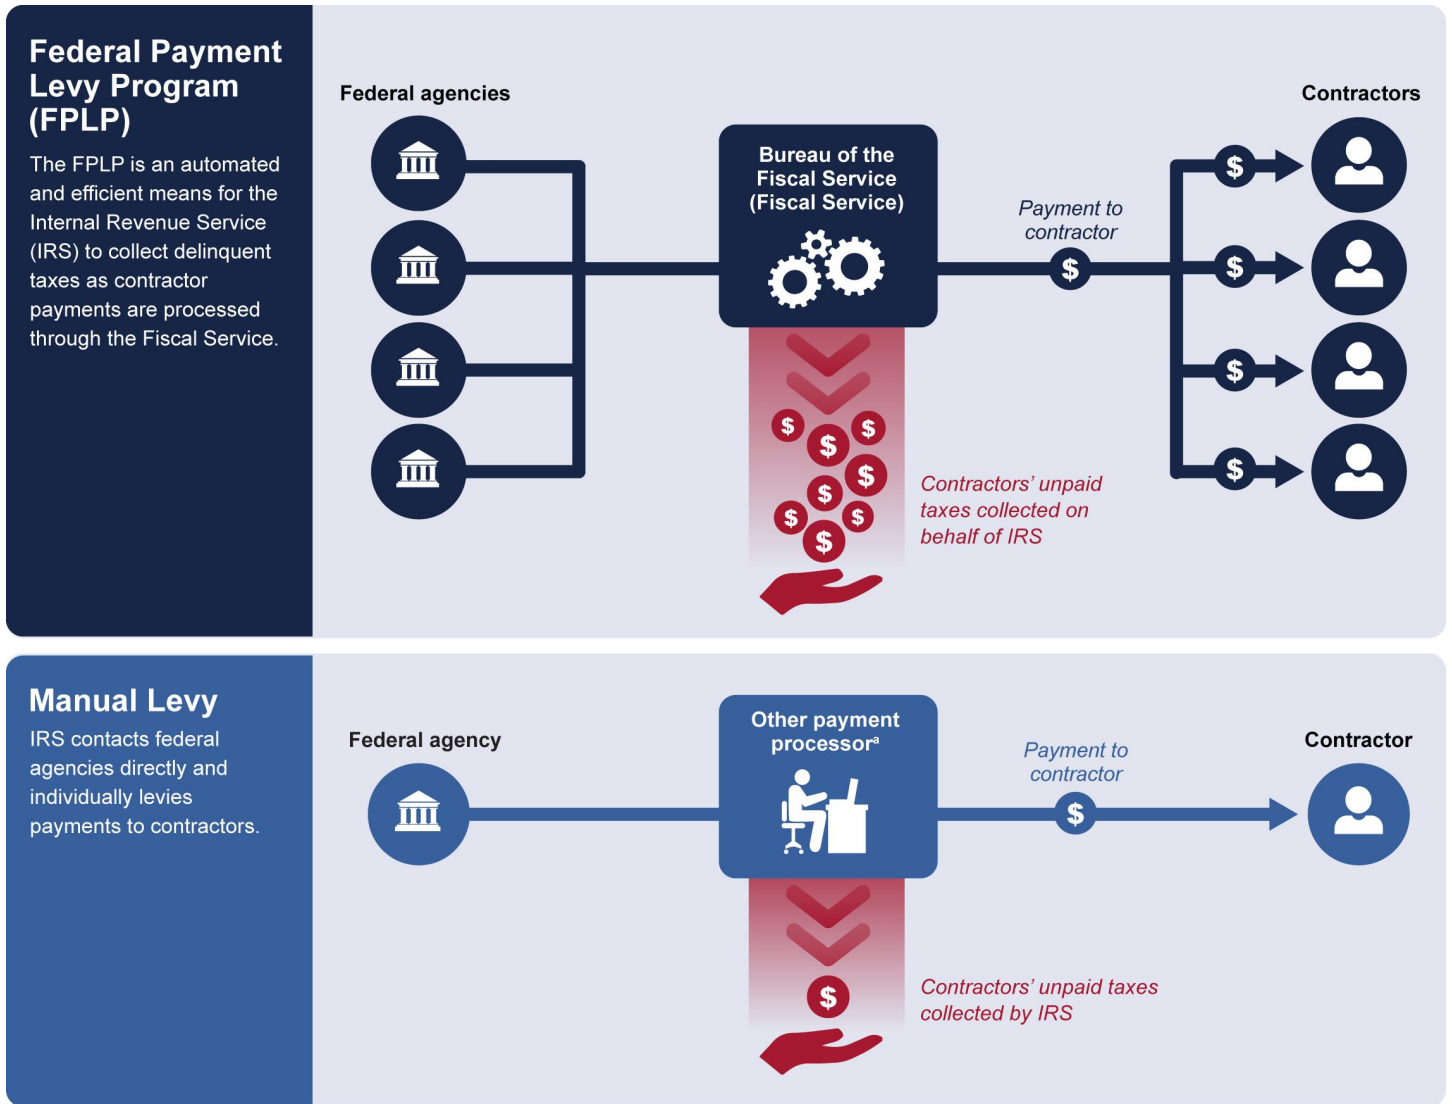 Federal Payment
Levy Program
(FPLP)
The FPLP is an automated
and efficient means for the
Internal Revenue Service
(IRS) to collect delinquent
taxes as contractor
payments are processed
through the Fiscal Service.
Federal agencies
Bureau of the
Fiscal Service
(Fiscal Service)
Payment to
contractor
$
Contractors
$
$
$
$
$
$
$
$
$
$
$
$
Contractors' unpaid
taxes collected on
behalf of IRS
Manual Levy
IRS contacts federal
agencies directly and
individually levies
payments to contractors.
Federal agency
Other payment
processorᵃ
Payment to
contractor
$
Contractor
$
Contractors' unpaid taxes
collected by IRS